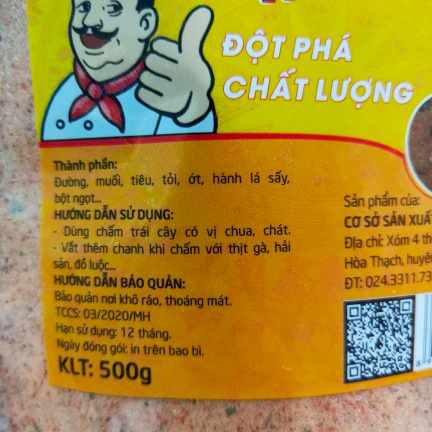 ĐỘT PHÁ
CHẤT LƯỢNG
Thành phần:
Đường, muối, tiêu, tỏi, ớt, hành lá sấy,
bột ngọt...
HƯỚNG DẪN SỬ DỤNG:
- Dùng chấm trái cây có vị chua, chát.
- Vắt thêm chanh khi chấm với thịt gà, hải
sản, đồ luộc...
HƯỚNG DẪN BẢO QUẢN:
Bảo quản nơi khô ráo, thoáng mát.
TCCS: 03/2020/MH
Hạn sử dụng: 12 tháng.
Ngày đóng gói: in trên bao bì.
KLT: 500g
Sản phẩm của:
CƠ SỞ SẢN XUẤT
Địa chỉ: Xóm 4 th
Hòa Thạch, huyện
ĐT: 024.3311.73